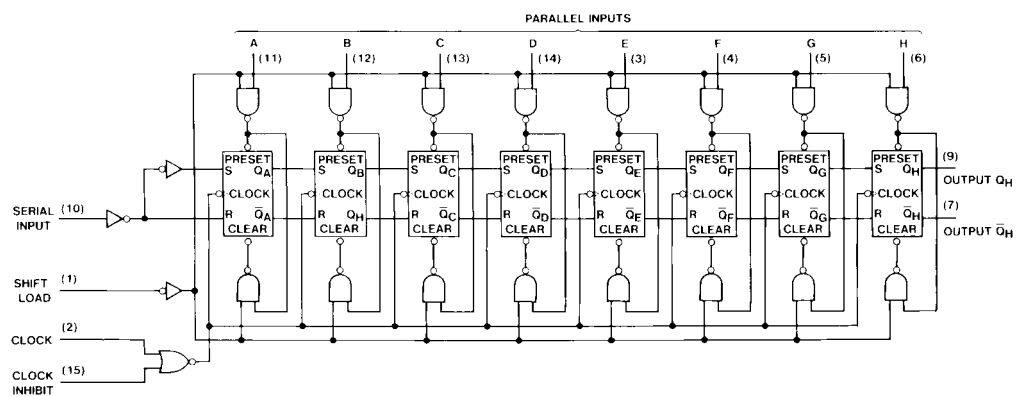 PARALLEL INPUTS
A B C D E F G H
(11) (12) (13) (14) (3) (4) (5) (6)
PRESET PRESET PRESET PRESET PRESET PRESET PRESET PRESET
S QA S QB S QC S QD S QE S QF S QG S QH
(9)
OUTPUT QH
CLOCK CLOCK CLOCK CLOCK CLOCK CLOCK CLOCK CLOCK
SERIAL INPUT (10)
R Q̅A R QH R Q̅C R Q̅D R Q̅E R Q̅F R Q̅G R Q̅H
(7)
OUTPUT Q̅H
CLEAR CLEAR CLEAR CLEAR CLEAR CLEAR CLEAR CLEAR
SHIFT LOAD (1)
CLOCK (2)
CLOCK INHIBIT (15)